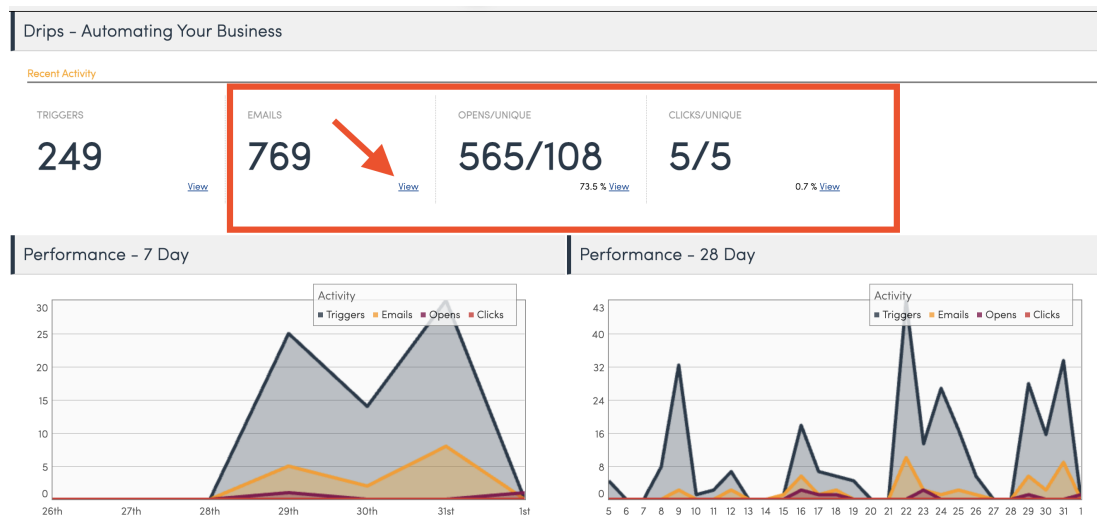 Drips - Automating Your Business
Recent Activity
TRIGGERS
249
View
EMAILS
769
View
OPENS/UNIQUE
565/108
73.5 % View
CLICKS/UNIQUE
5/5
0.7 % View
Performance - 7 Day
Activity
Triggers Emails Opens Clicks
30
25
20
15
10
5
0
26th 27th 28th 29th 30th 31st 1st
Performance - 28 Day
Activity
Triggers Emails Opens Clicks
43
40
32
24
16
8
0
5 6 7 8 9 10 11 12 13 14 15 16 17 18 19 20 21 22 23 24 25 26 27 28 29 30 31 1